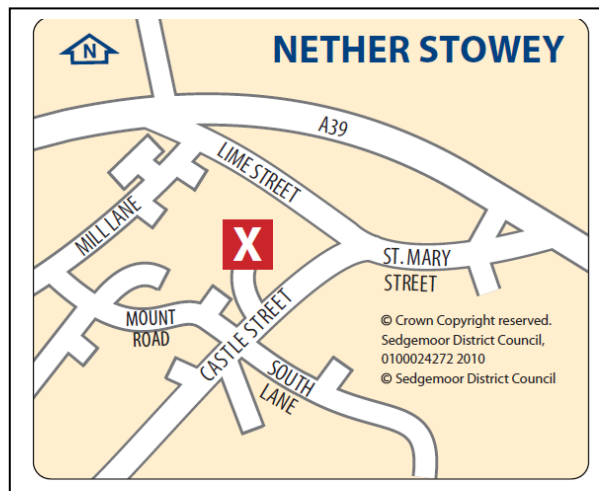 N
NETHER STOWEY
A39
LIME STREET
MILL LANE
X
ST. MARY
STREET
MOUNT
ROAD
CASTLE STREET
SOUTH
LANE
© Crown Copyright reserved.
Sedgemoor District Council,
0100024272 2010
© Sedgemoor District Council